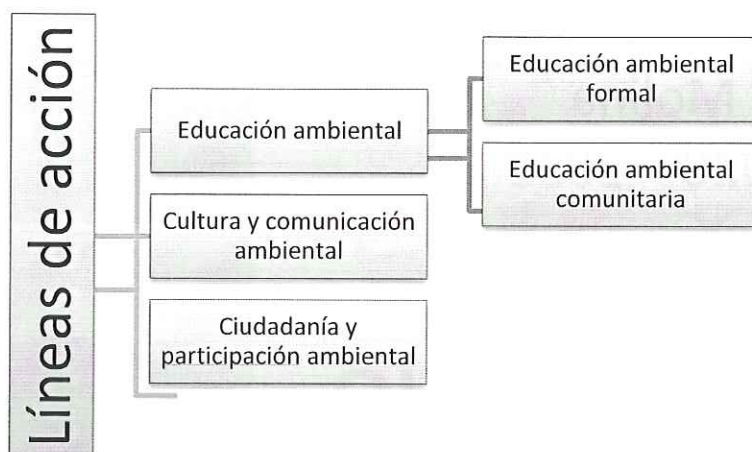 Líneas de acción
Educación ambiental
Educación ambiental
formal
Educación ambiental
comunitaria
Cultura y comunicación
ambiental
Ciudadanía y
participación ambiental